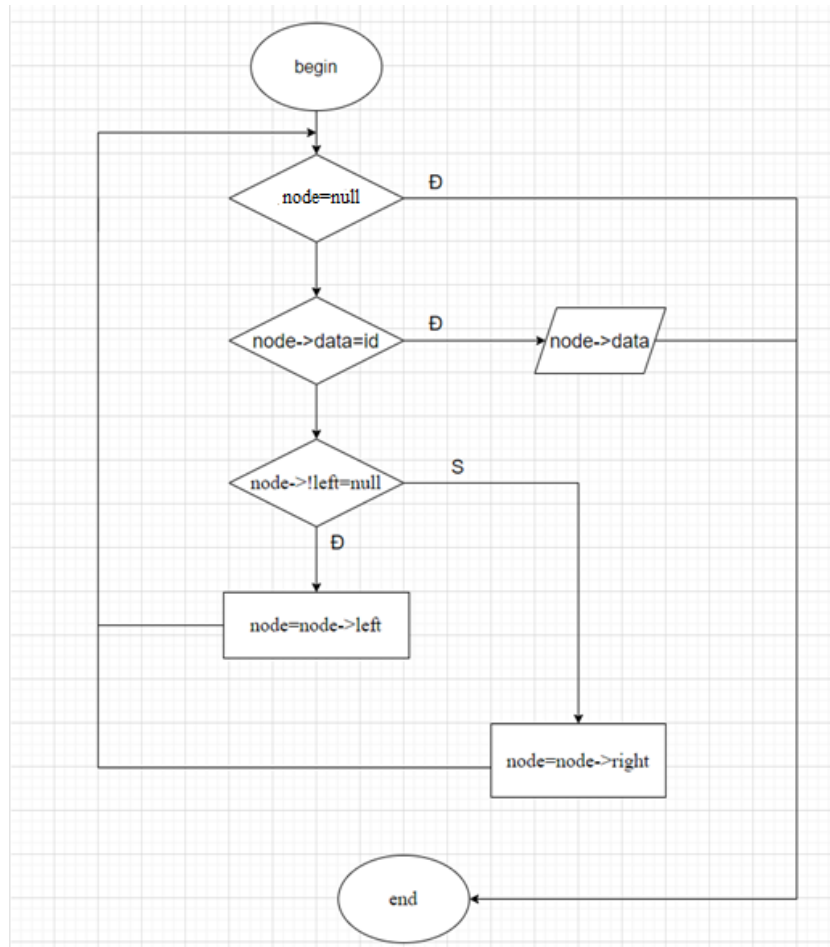 begin
node=null
Đ
node->data=id
Đ
node->data
node->!left=null
S
Đ
node=node->left
node=node->right
end